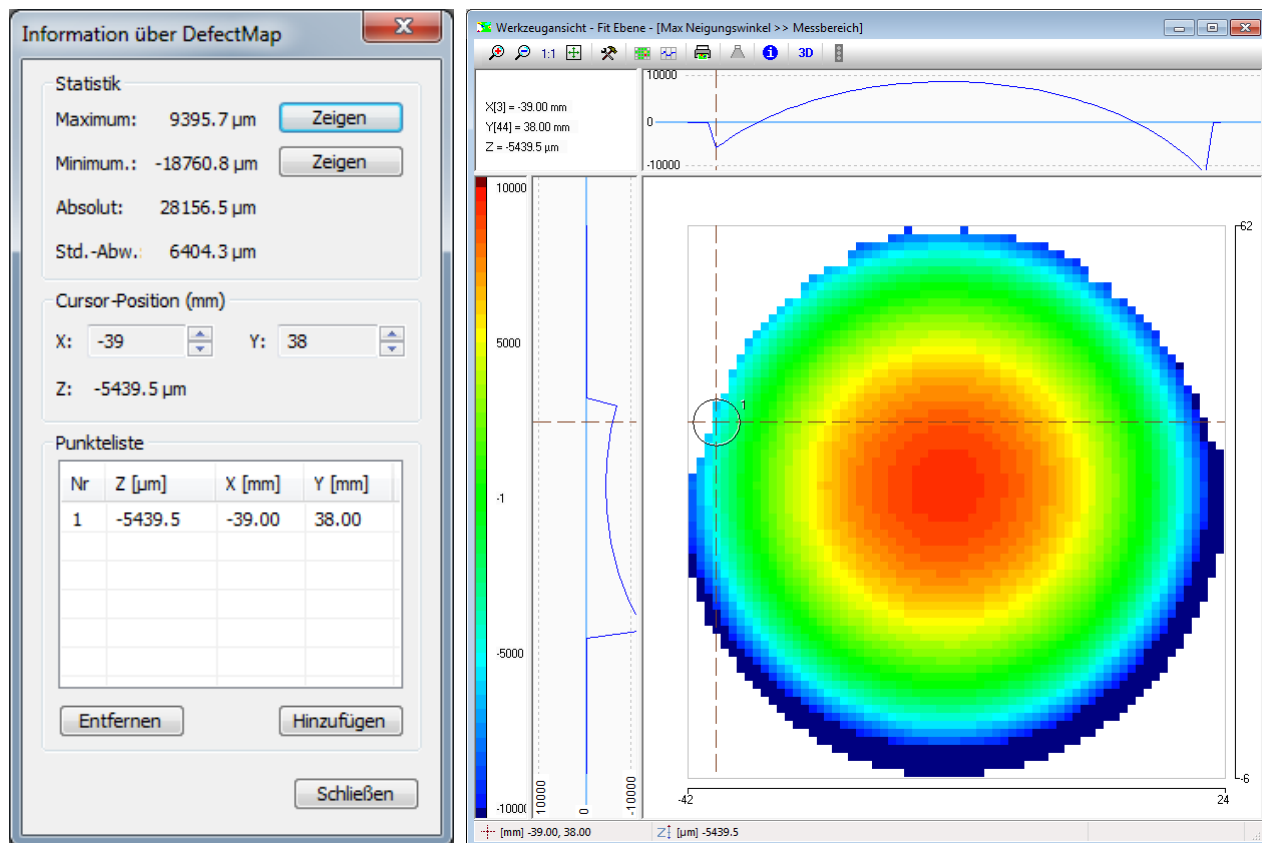 Information über DefectMap
Statistik
Maximum: 9395.7 µm Zeigen
Minimum.: -18760.8 µm Zeigen
Absolut: 28156.5 µm
Std.-Abw.: 6404.3 µm
Cursor-Position (mm)
X: -39 Y: 38
Z: -5439.5 µm
Punkteliste
Nr Z [µm] X [mm] Y [mm]
1 -5439.5 -39.00 38.00
Entfernen Hinzufügen
Schließen
Werkzeugansicht - Fit Ebene - [Max Neigungswinkel >> Messbereich]
1:1 3D
X[3] = -39.00 mm
Y[44] = 38.00 mm
Z = -5439.5 µm
10000
0
-10000
10000
5000
-1
-5000
-10000
10000
0
-10000
1
62
-6
-42 24
[mm] -39.00, 38.00 Z [µm] -5439.5